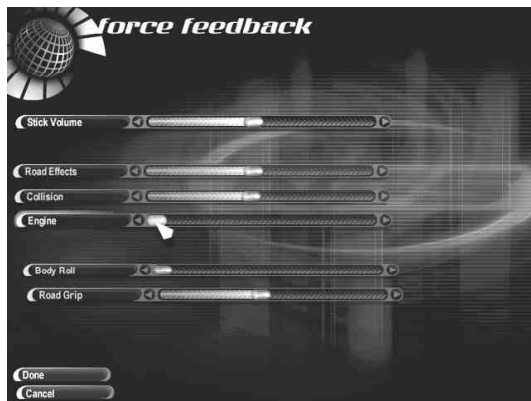 force feedback
Stick Volume
Road Effects
Collision
Engine
Body Roll
Road Grip
Done
Cancel